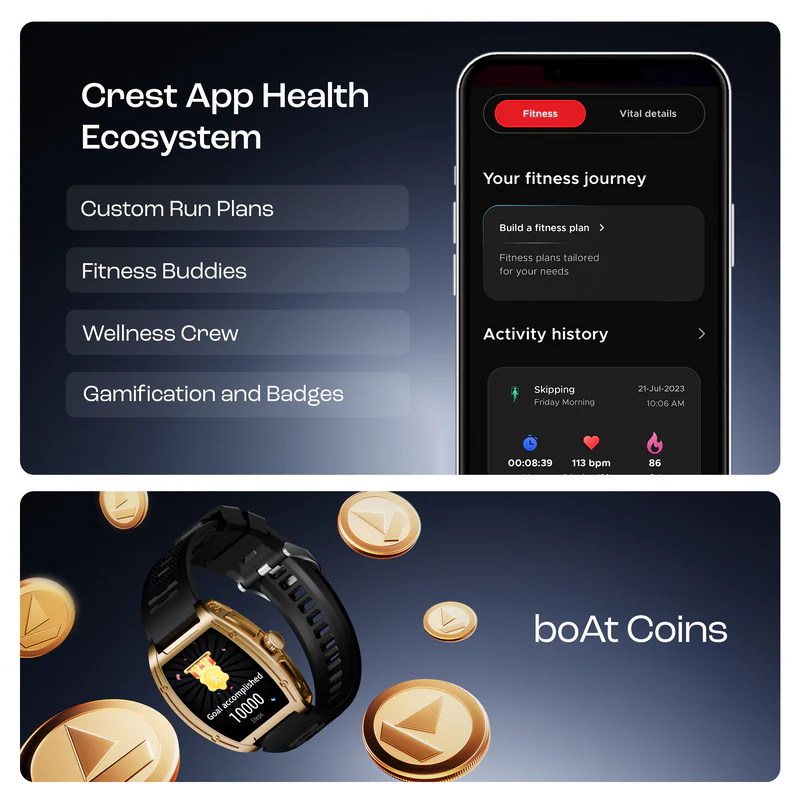 Crest App Health
Ecosystem
Custom Run Plans
Fitness Buddies
Wellness Crew
Gamification and Badges
Fitness
Vital details
Your fitness journey
Build a fitness plan
Fitness plans tailored
for your needs
Activity history
Skipping
21-Jul-2023
Friday Morning
10:06 AM
00:08:39
113 bpm
86
Goal accomplished
10000
Steps
boAt Coins